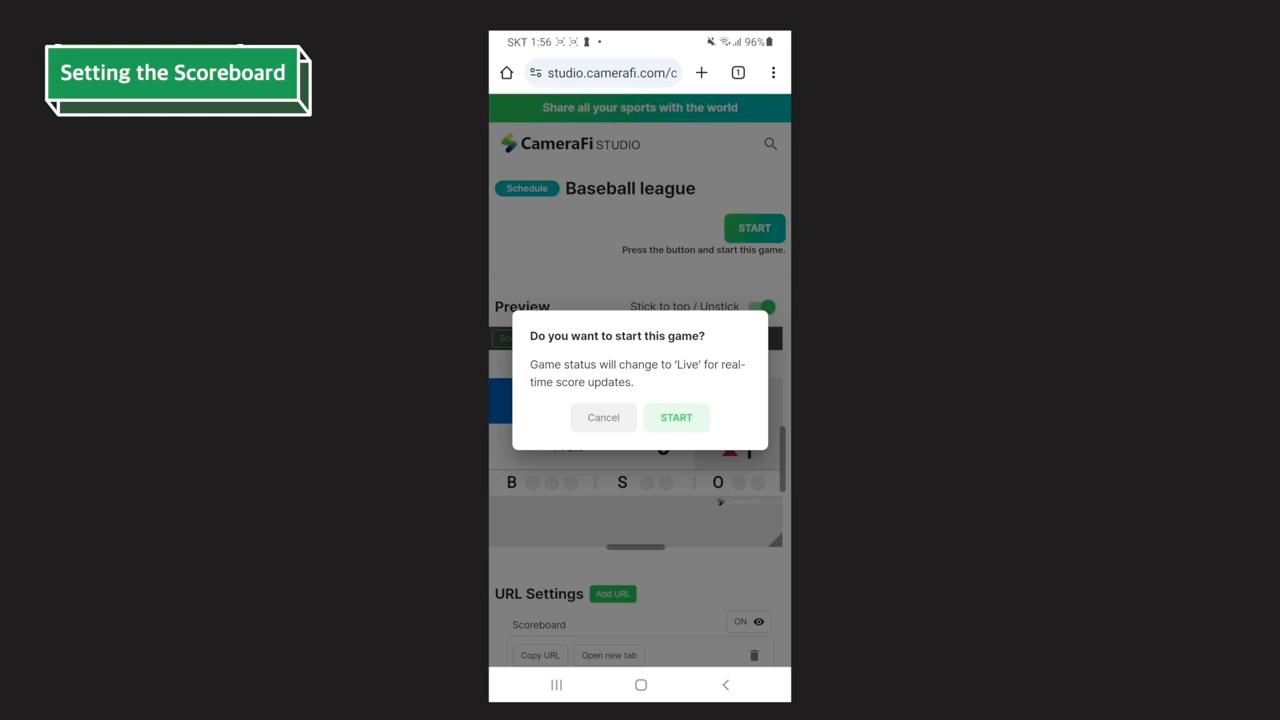 Setting the Scoreboard
SKT 1:56
96%
studio.camerafi.com/c
1
Share all your sports with the world
CameraFi STUDIO
Schedule
Baseball league
START
Press the button and start this game.
Preview
Stick to top / Unstick
Do you want to start this game?
Game status will change to ‘Live’ for real-
time score updates.
Cancel
START
B
S
O
CameraFi
URL Settings
Add URL
Scoreboard
ON
Copy URL
Open new tab